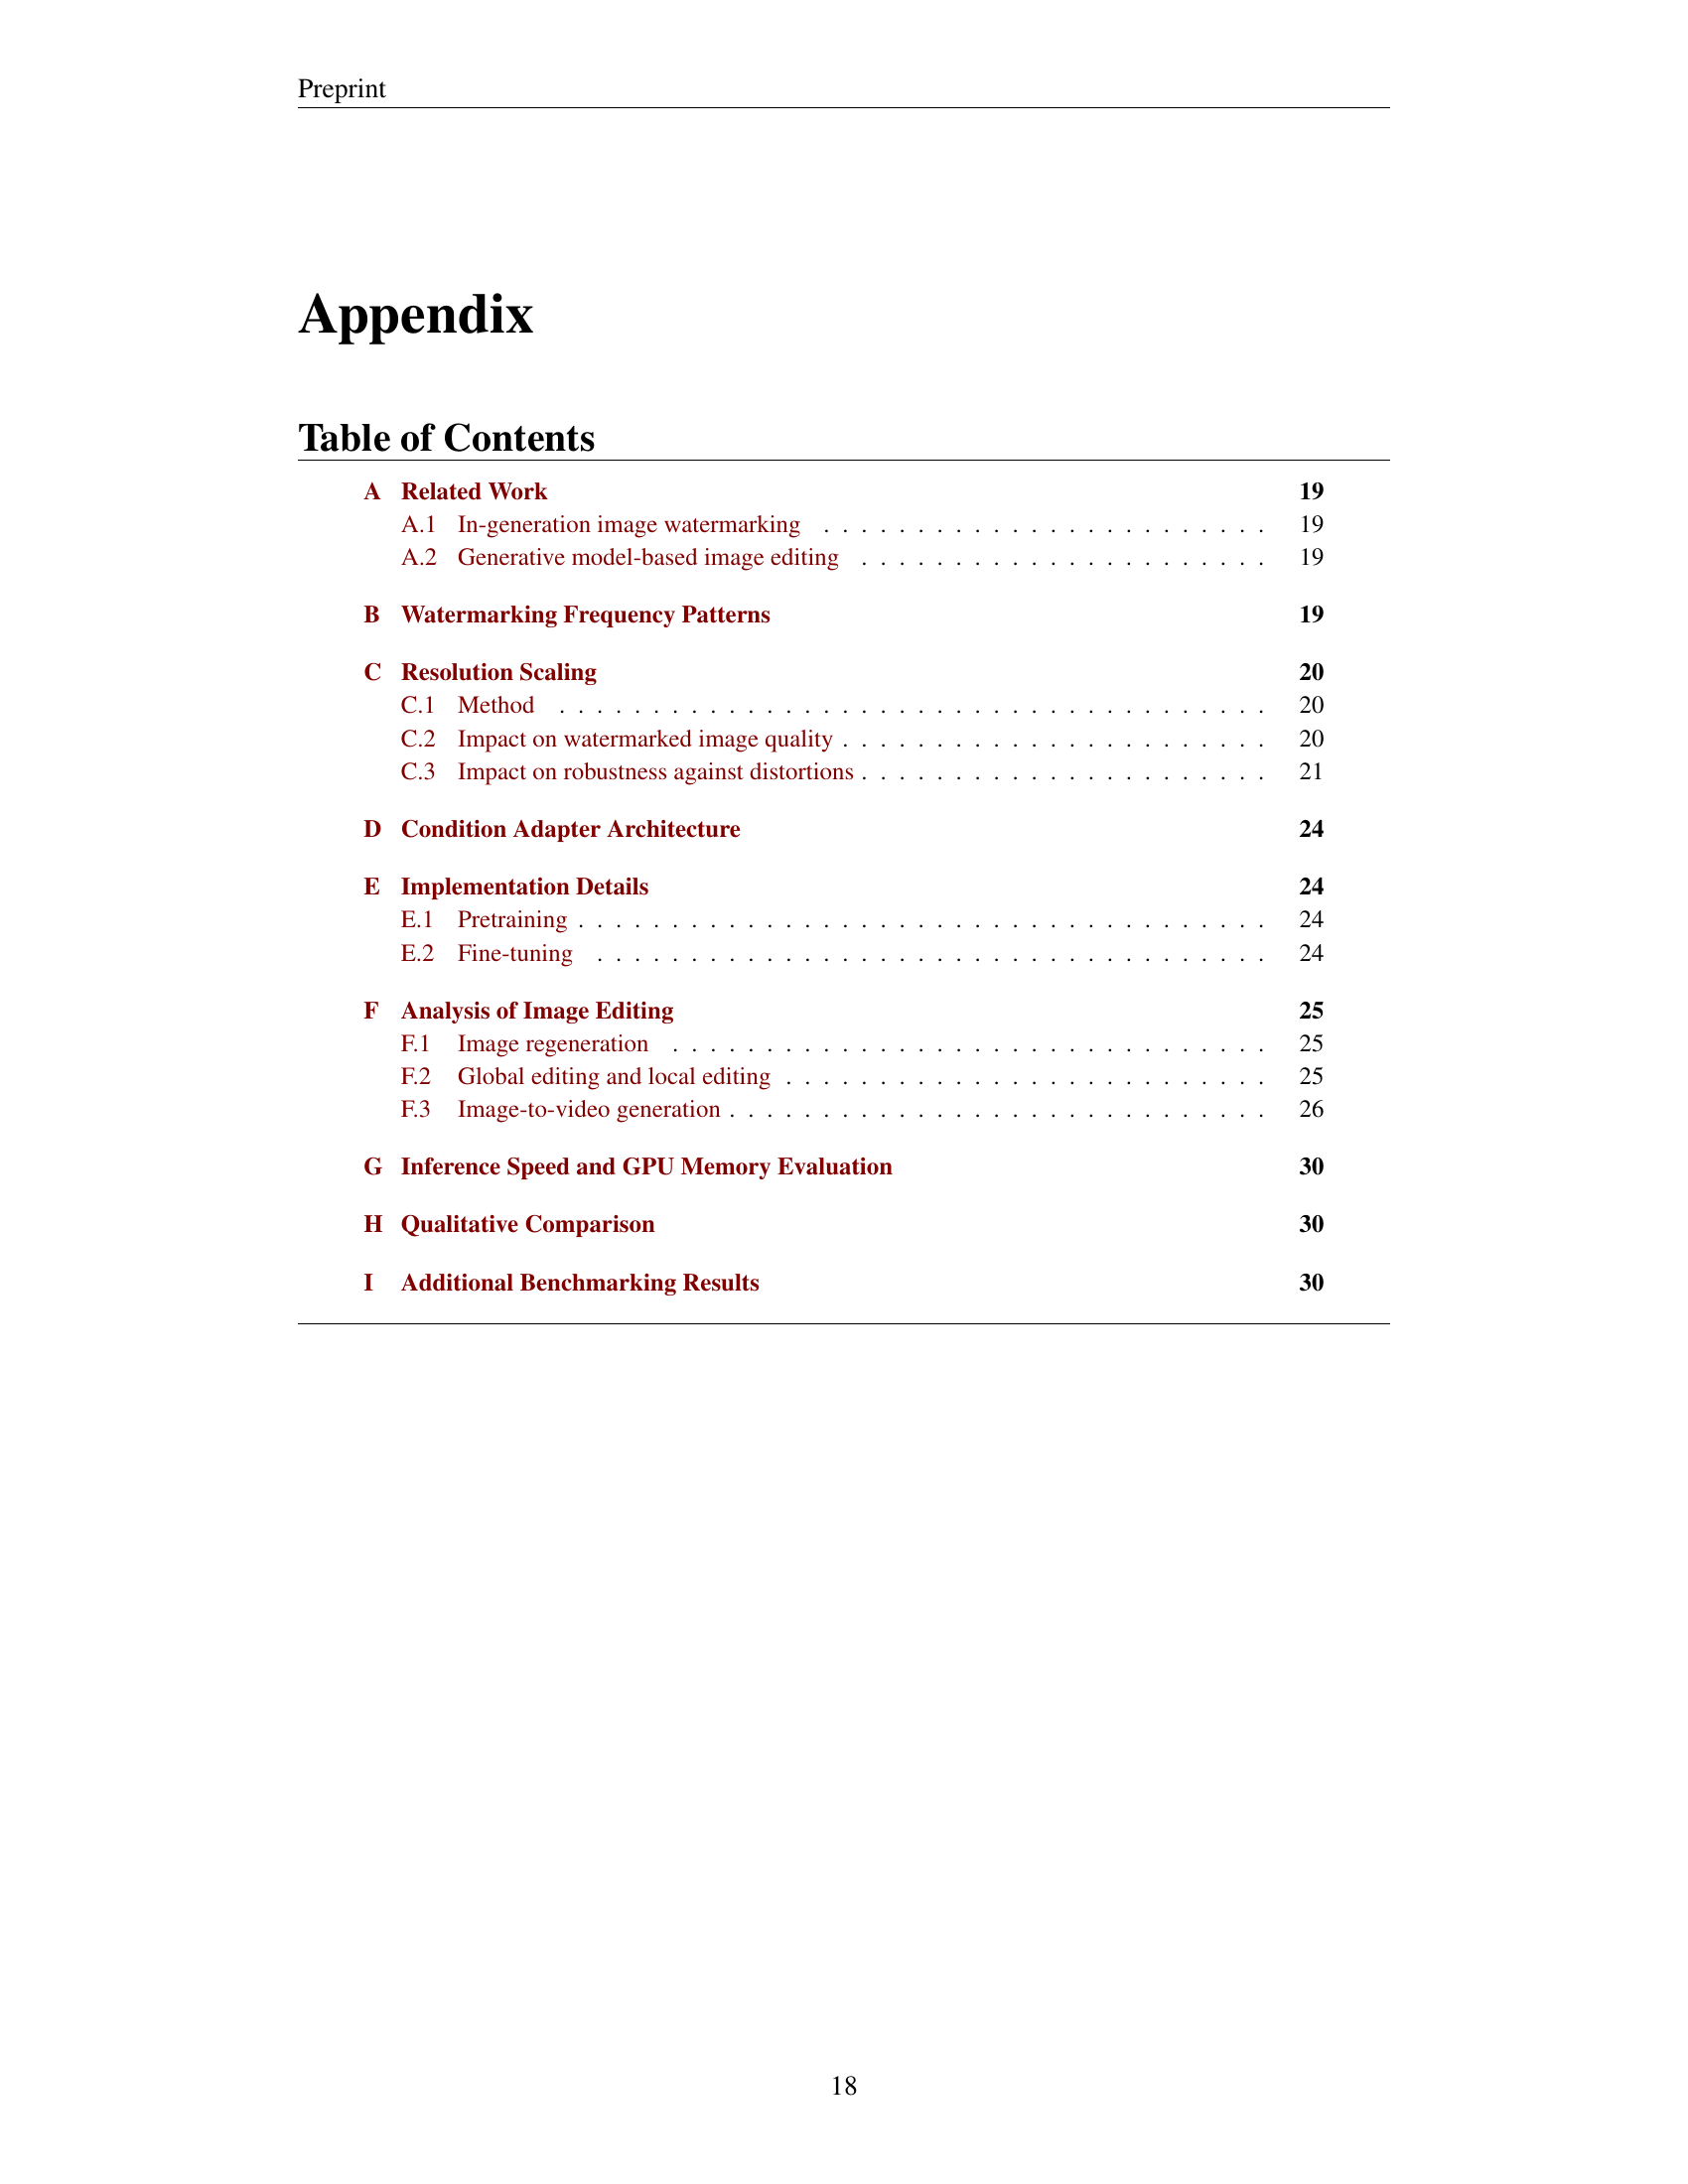 Preprint
Appendix
Table of Contents
A Related Work 19
A.1 In-generation image watermarking . . . . . . . . . . . . . . . . . . . . . . . . 19
A.2 Generative model-based image editing . . . . . . . . . . . . . . . . . . . . . . 19
B Watermarking Frequency Patterns 19
C Resolution Scaling 20
C.1 Method . . . . . . . . . . . . . . . . . . . . . . . . . . . . . . . . . . . . . . 20
C.2 Impact on watermarked image quality . . . . . . . . . . . . . . . . . . . . . . . 20
C.3 Impact on robustness against distortions . . . . . . . . . . . . . . . . . . . . . . 21
D Condition Adapter Architecture 24
E Implementation Details 24
E.1 Pretraining . . . . . . . . . . . . . . . . . . . . . . . . . . . . . . . . . . . . . 24
E.2 Fine-tuning . . . . . . . . . . . . . . . . . . . . . . . . . . . . . . . . . . . . 24
F Analysis of Image Editing 25
F.1 Image regeneration . . . . . . . . . . . . . . . . . . . . . . . . . . . . . . . . 25
F.2 Global editing and local editing . . . . . . . . . . . . . . . . . . . . . . . . . . 25
F.3 Image-to-video generation . . . . . . . . . . . . . . . . . . . . . . . . . . . . . 26
G Inference Speed and GPU Memory Evaluation 30
H Qualitative Comparison 30
I Additional Benchmarking Results 30
18